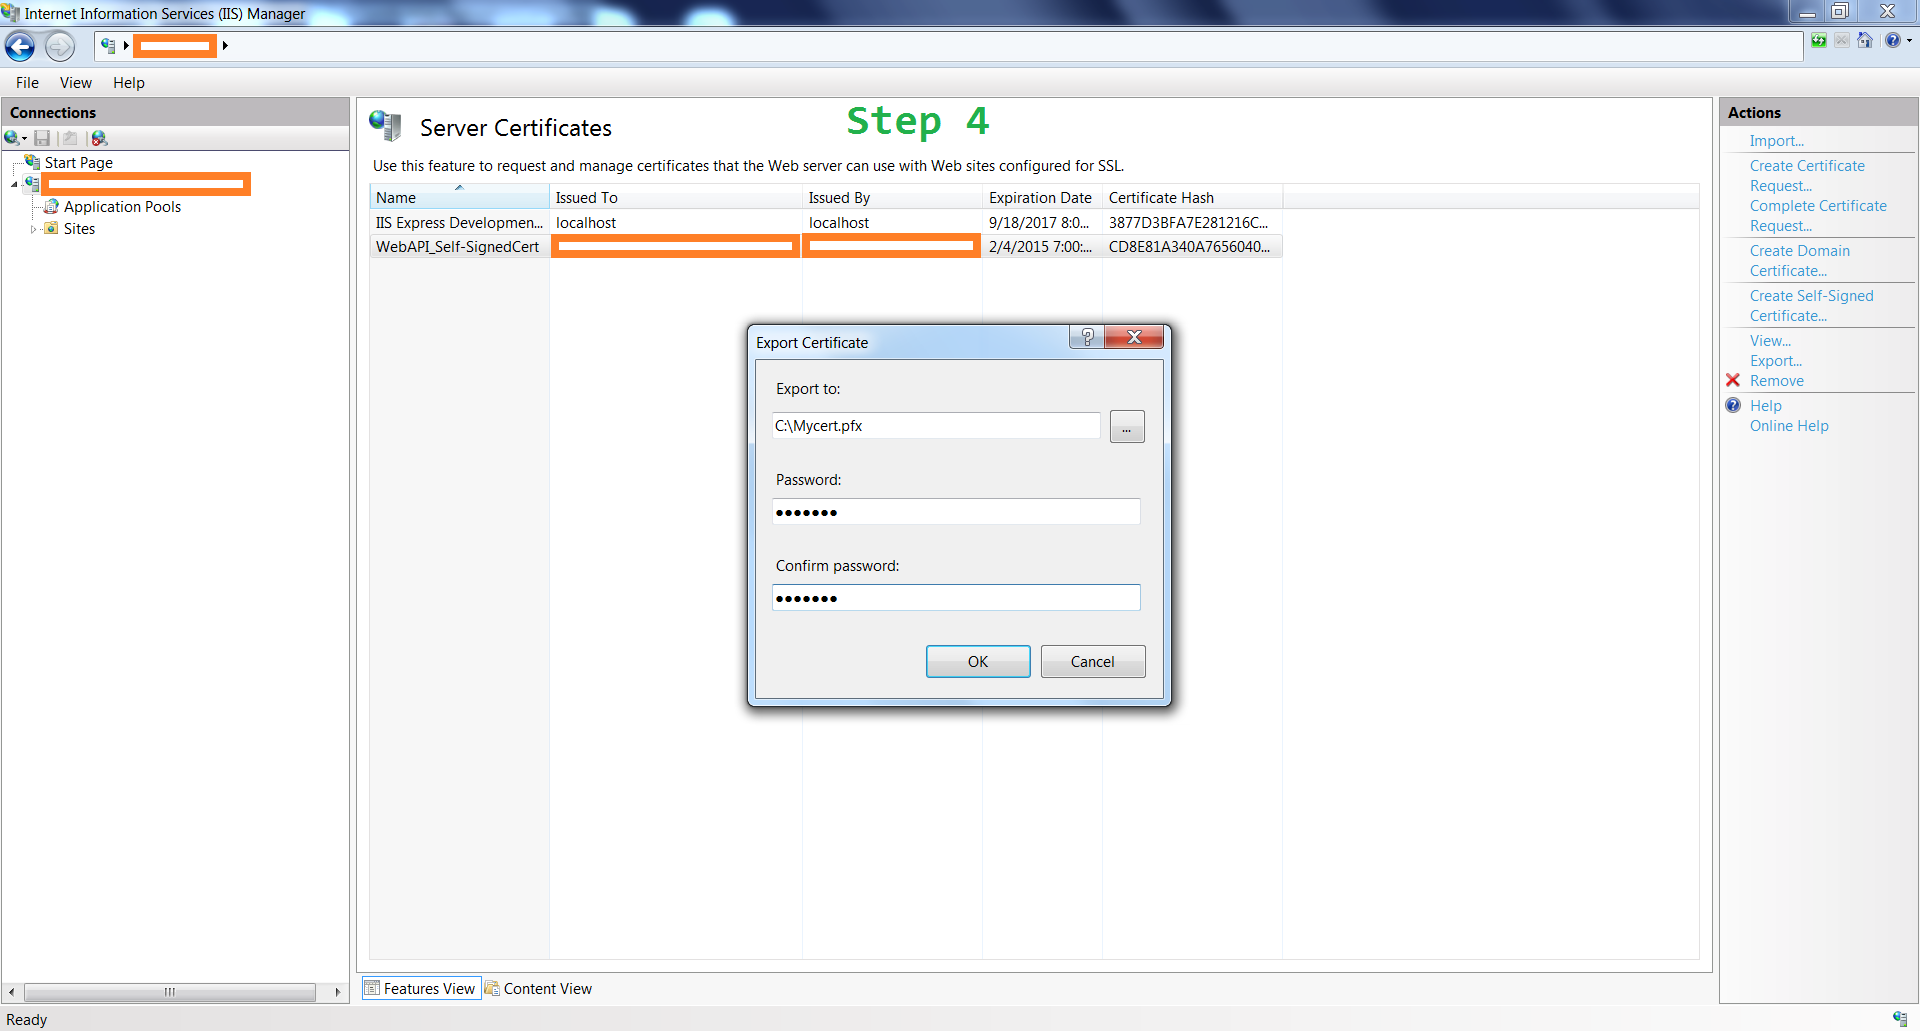 Internet Information Services (IIS) Manager
File View Help
Connections
Start Page
Application Pools
Sites
Server Certificates
Step 4
Use this feature to request and manage certificates that the Web server can use with Web sites configured for SSL.
Name Issued To Issued By Expiration Date Certificate Hash
IIS Express Developmen... localhost localhost 9/18/2017 8:0... 3877D3BFA7E281216C...
WebAPI_Self-SignedCert 2/4/2015 7:00:... CD8E81A340A7656040...
Export Certificate
?
Export to:
C:\Mycert.pfx
...
Password:
•••••••
Confirm password:
•••••••
OK Cancel
Features View Content View
Actions
Import...
Create Certificate
Request...
Complete Certificate
Request...
Create Domain
Certificate...
Create Self-Signed
Certificate...
View...
Export...
Remove
Help
Online Help
Ready